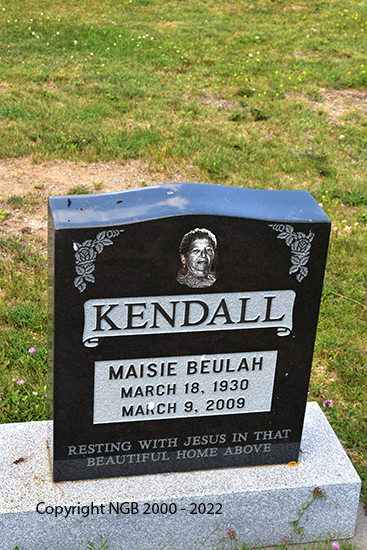 KENDALL
MAISIE BEULAH
MARCH 18, 1930
MARCH 9, 2009
RESTING WITH JESUS IN THAT
BEAUTIFUL HOME ABOVE
Copyright NGB 2000 - 2022